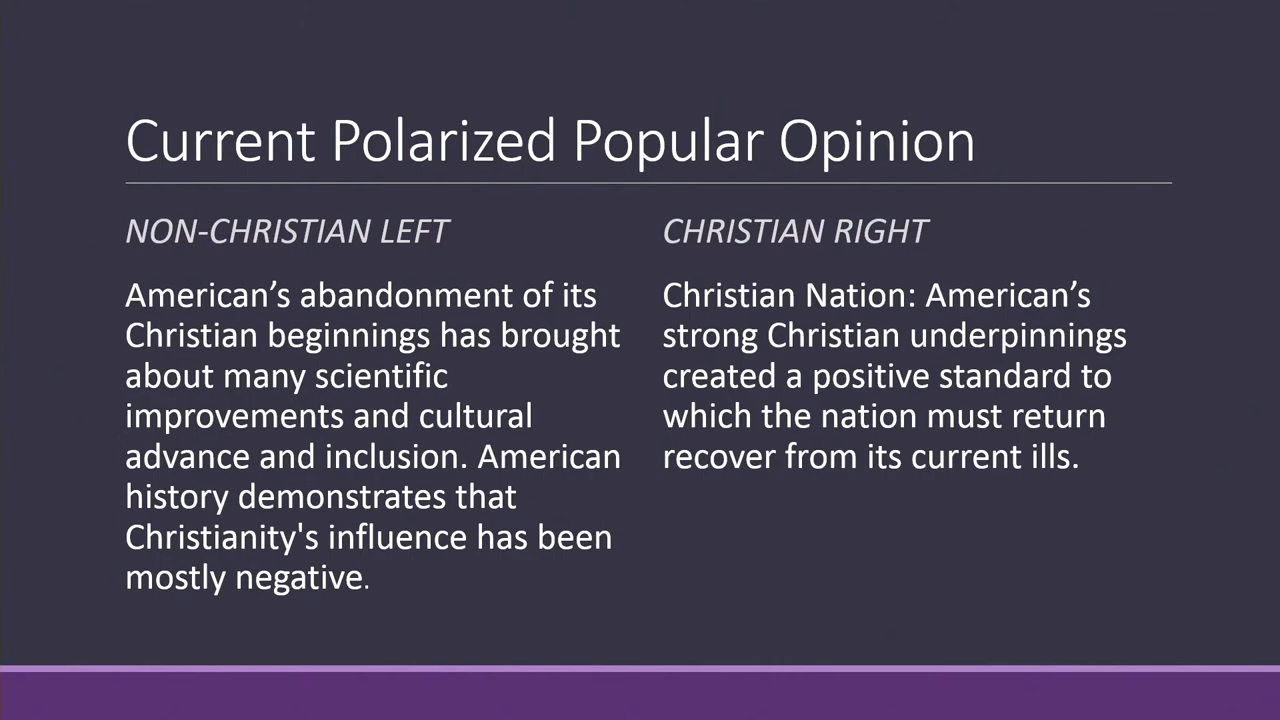 Current Polarized Popular Opinion
NON-CHRISTIAN LEFT
American’s abandonment of its
Christian beginnings has brought
about many scientific
improvements and cultural
advance and inclusion. American
history demonstrates that
Christianity's influence has been
mostly negative.
CHRISTIAN RIGHT
Christian Nation: American’s
strong Christian underpinnings
created a positive standard to
which the nation must return
recover from its current ills.